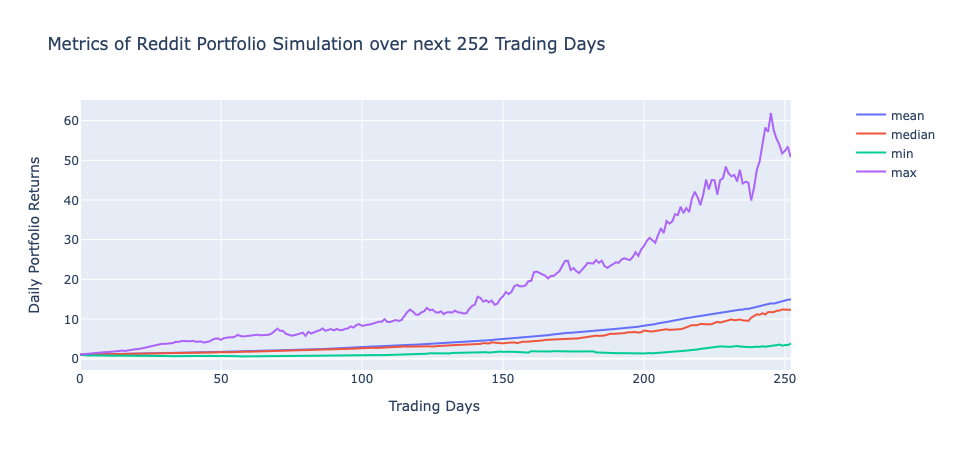 Metrics of Reddit Portfolio Simulation over next 252 Trading Days
Daily Portfolio Returns
60
50
40
30
20
10
0
0 50 100 150 200 250
Trading Days
mean
median
min
max